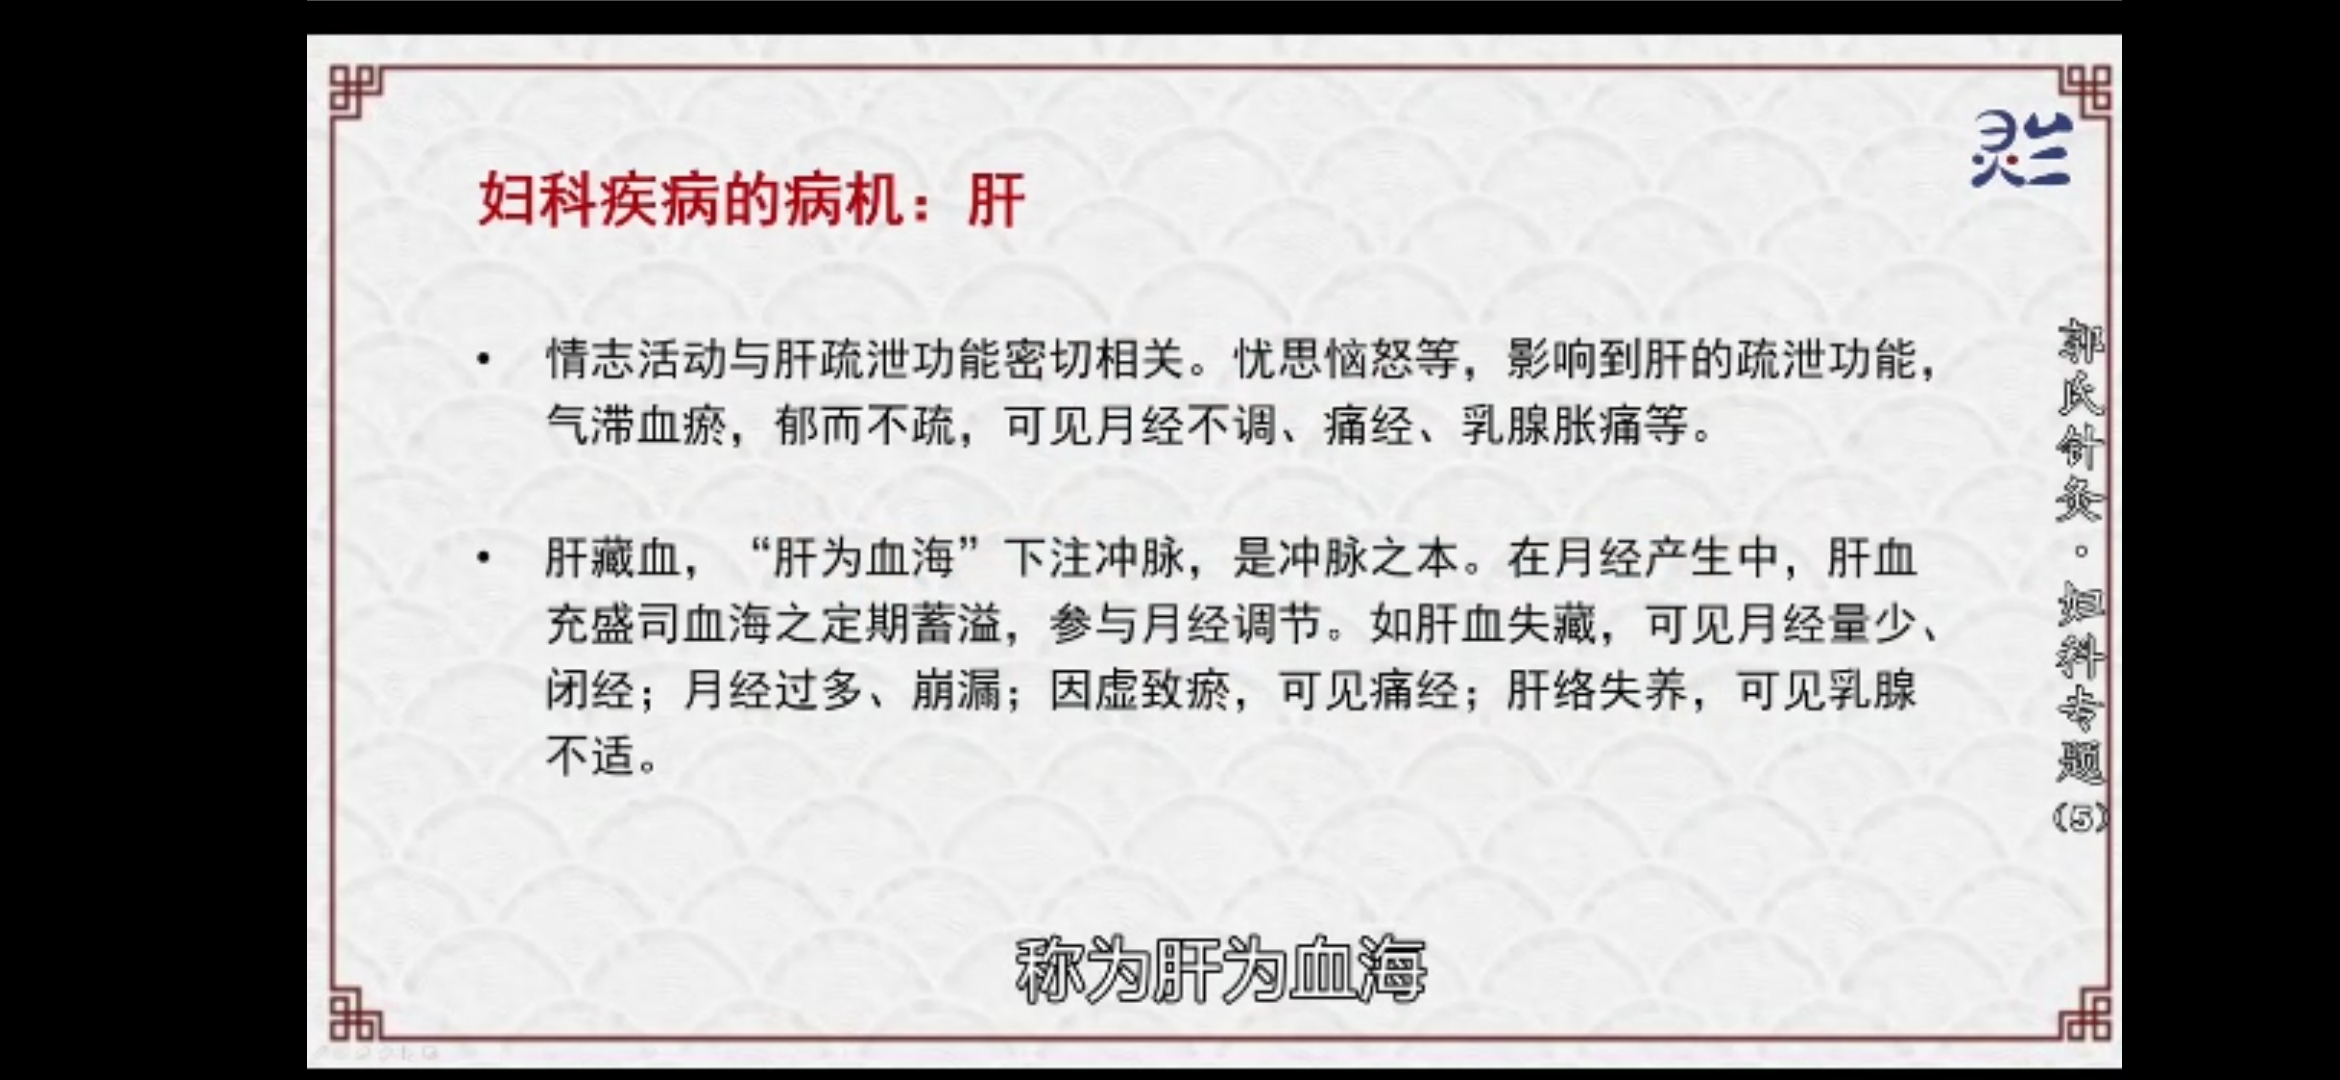 妇科疾病的病机：肝
• 情志活动与肝疏泄功能密切相关。忧思恼怒等，影响到肝的疏泄功能，
气滞血瘀，郁而不疏，可见月经不调、痛经、乳腺胀痛等。
• 肝藏血，“肝为血海”下注冲脉，是冲脉之本。在月经产生中，肝血
充盛司血海之定期蓄溢，参与月经调节。如肝血失藏，可见月经量少、
闭经；月经过多、崩漏；因虚致瘀，可见痛经；肝络失养，可见乳腺
不适。
郭氏针灸·妇科专题(5)
称为肝为血海